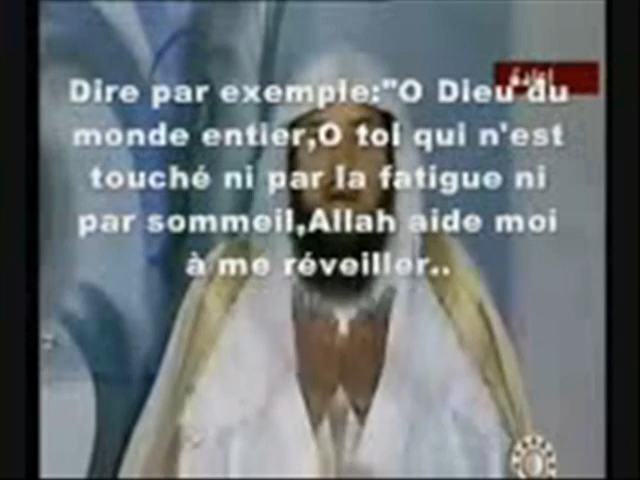 إعادة
Dire par exemple:"O Dieu du
monde entier,O toi qui n'est
touché ni par la fatigue ni
par sommeil,Allah aide moi
à me réveiller..